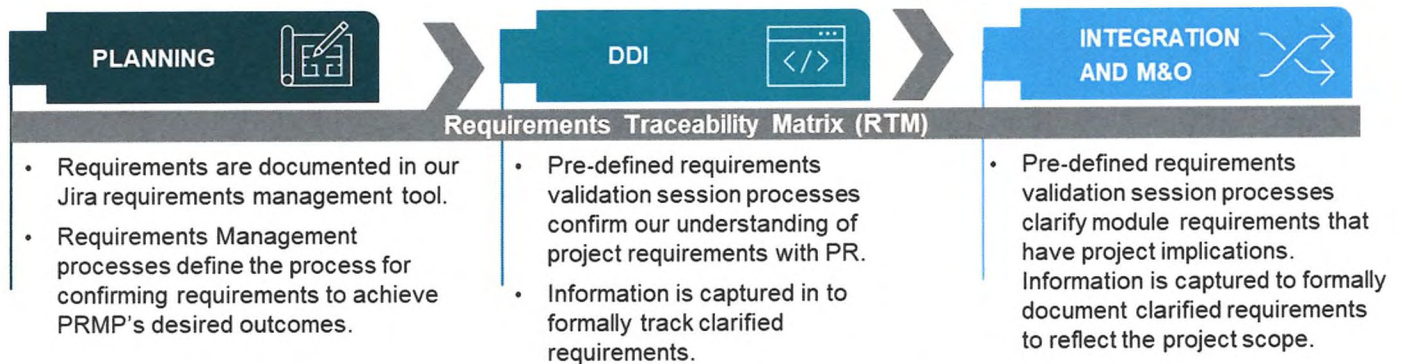 PLANNING
DDI
</>
INTEGRATION
AND M&O
Requirements Traceability Matrix (RTM)
• Requirements are documented in our
Jira requirements management tool.
• Requirements Management
processes define the process for
confirming requirements to achieve
PRMP's desired outcomes.
• Pre-defined requirements
validation session processes
confirm our understanding of
project requirements with PR.
• Information is captured in to
formally track clarified
requirements.
• Pre-defined requirements
validation session processes
clarify module requirements that
have project implications.
Information is captured to formally
document clarified requirements
to reflect the project scope.